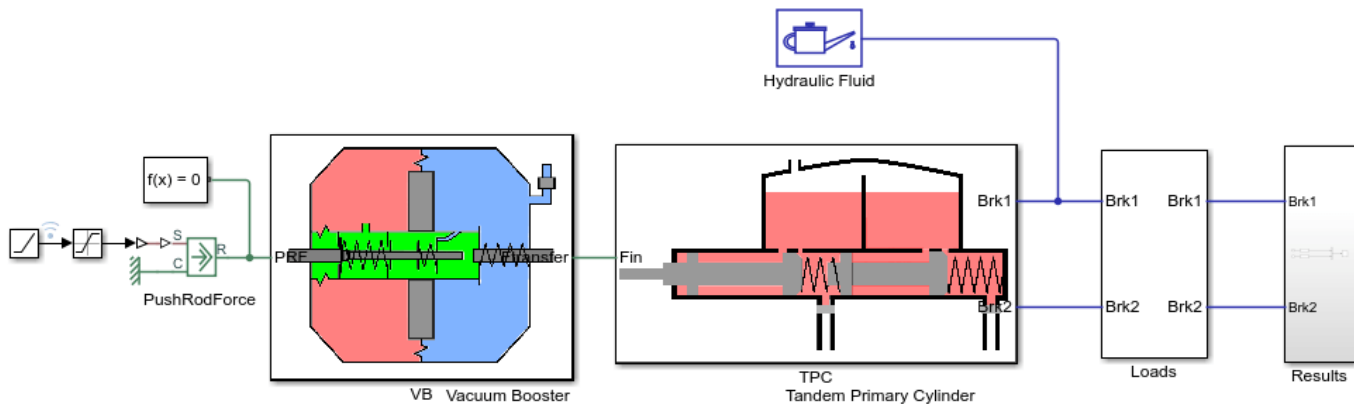 Hydraulic Fluid
f(x) = 0
S
R
C
PushRodForce
PRF
Ftransfer
VB Vacuum Booster
Fin
Brk1
Brk2
TPC
Tandem Primary Cylinder
Brk1 Brk1
Brk2 Brk2
Loads
Brk1
Brk2
Results